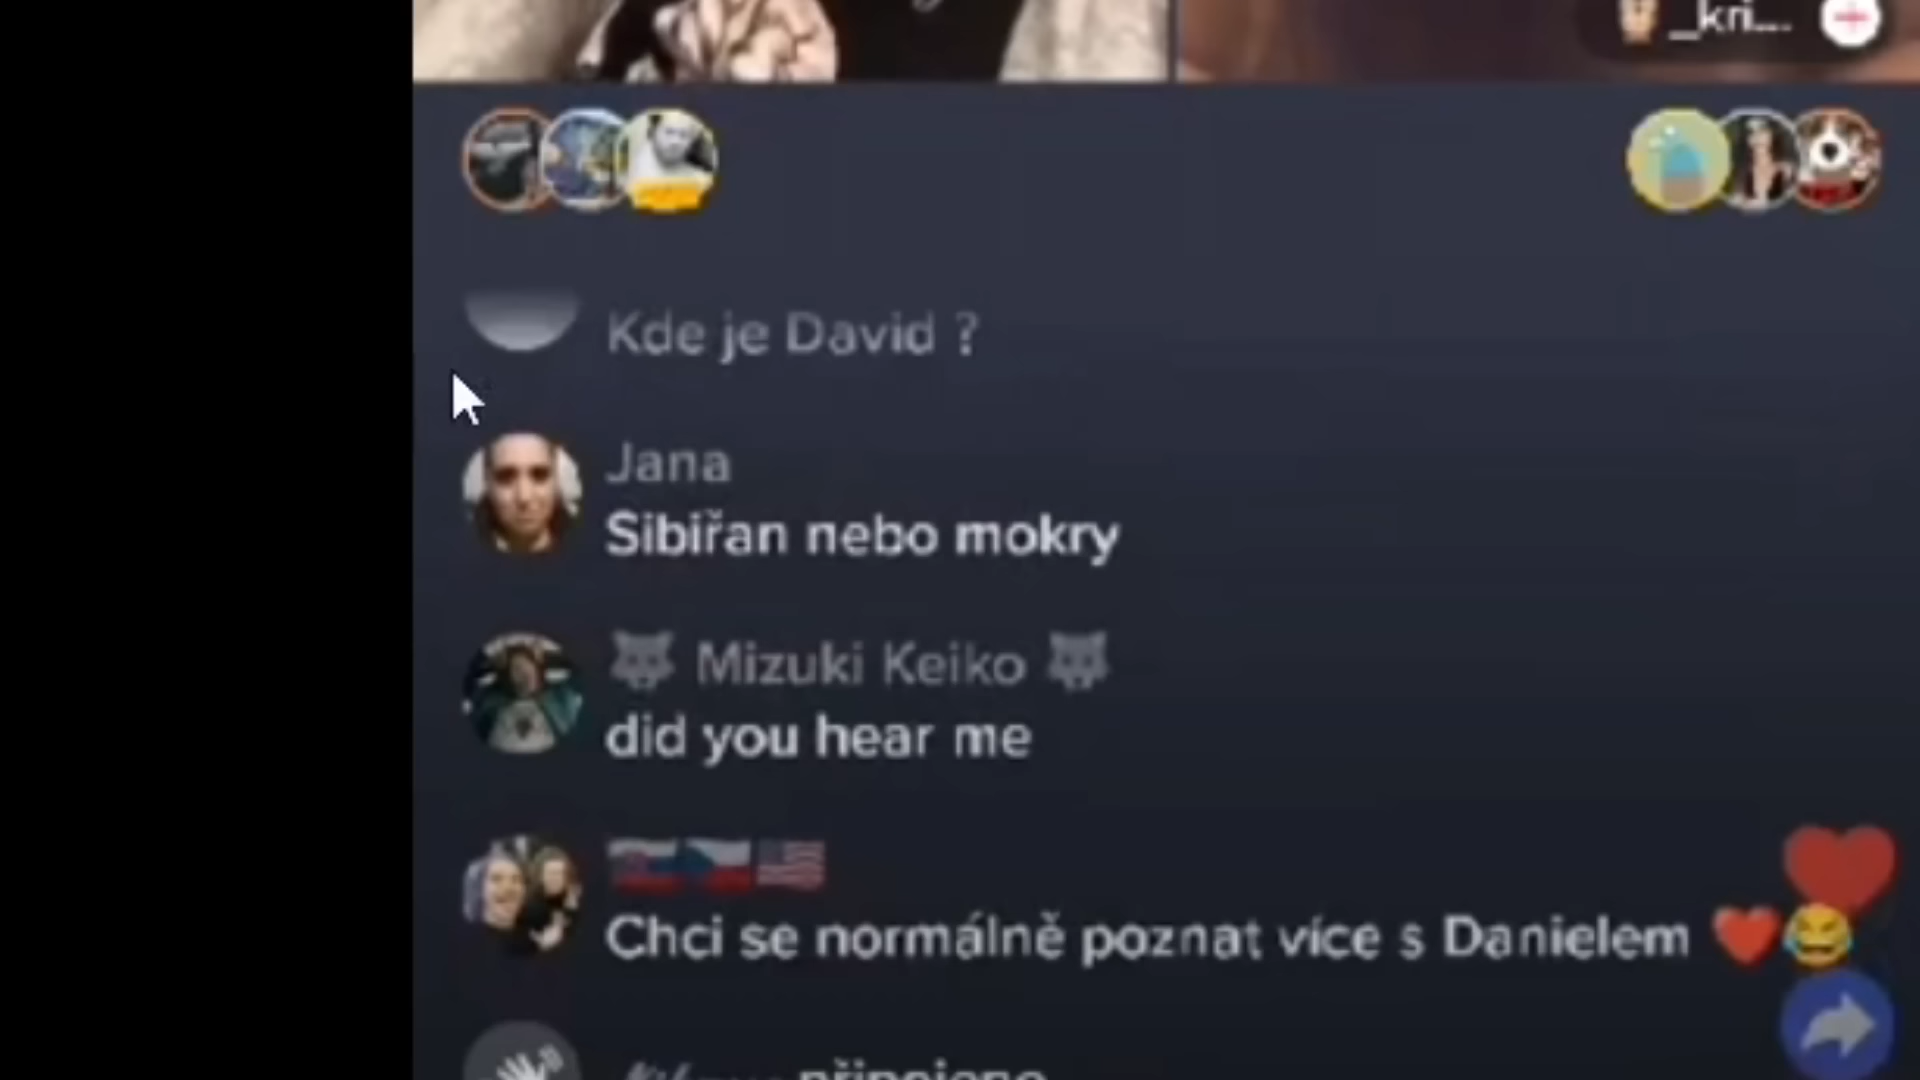 _kri...
Kde je David ?
Jana
Sibiřan nebo mokry
🐺 Mizuki Keiko 🐺
did you hear me
🇸🇰🇨🇿🇺🇸
Chci se normálně poznat více s Danielem ❤️😂